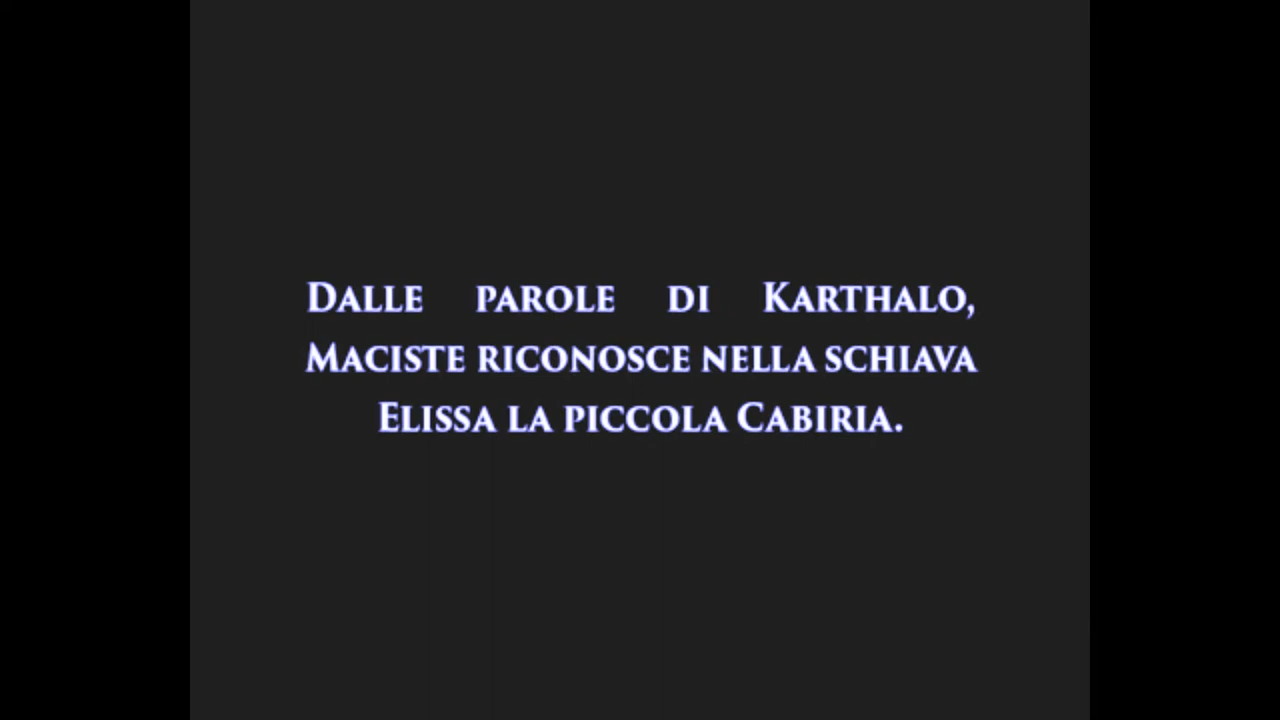 Dalle parole di Karthalo,
Maciste riconosce nella schiava
Elissa la piccola Cabiria.